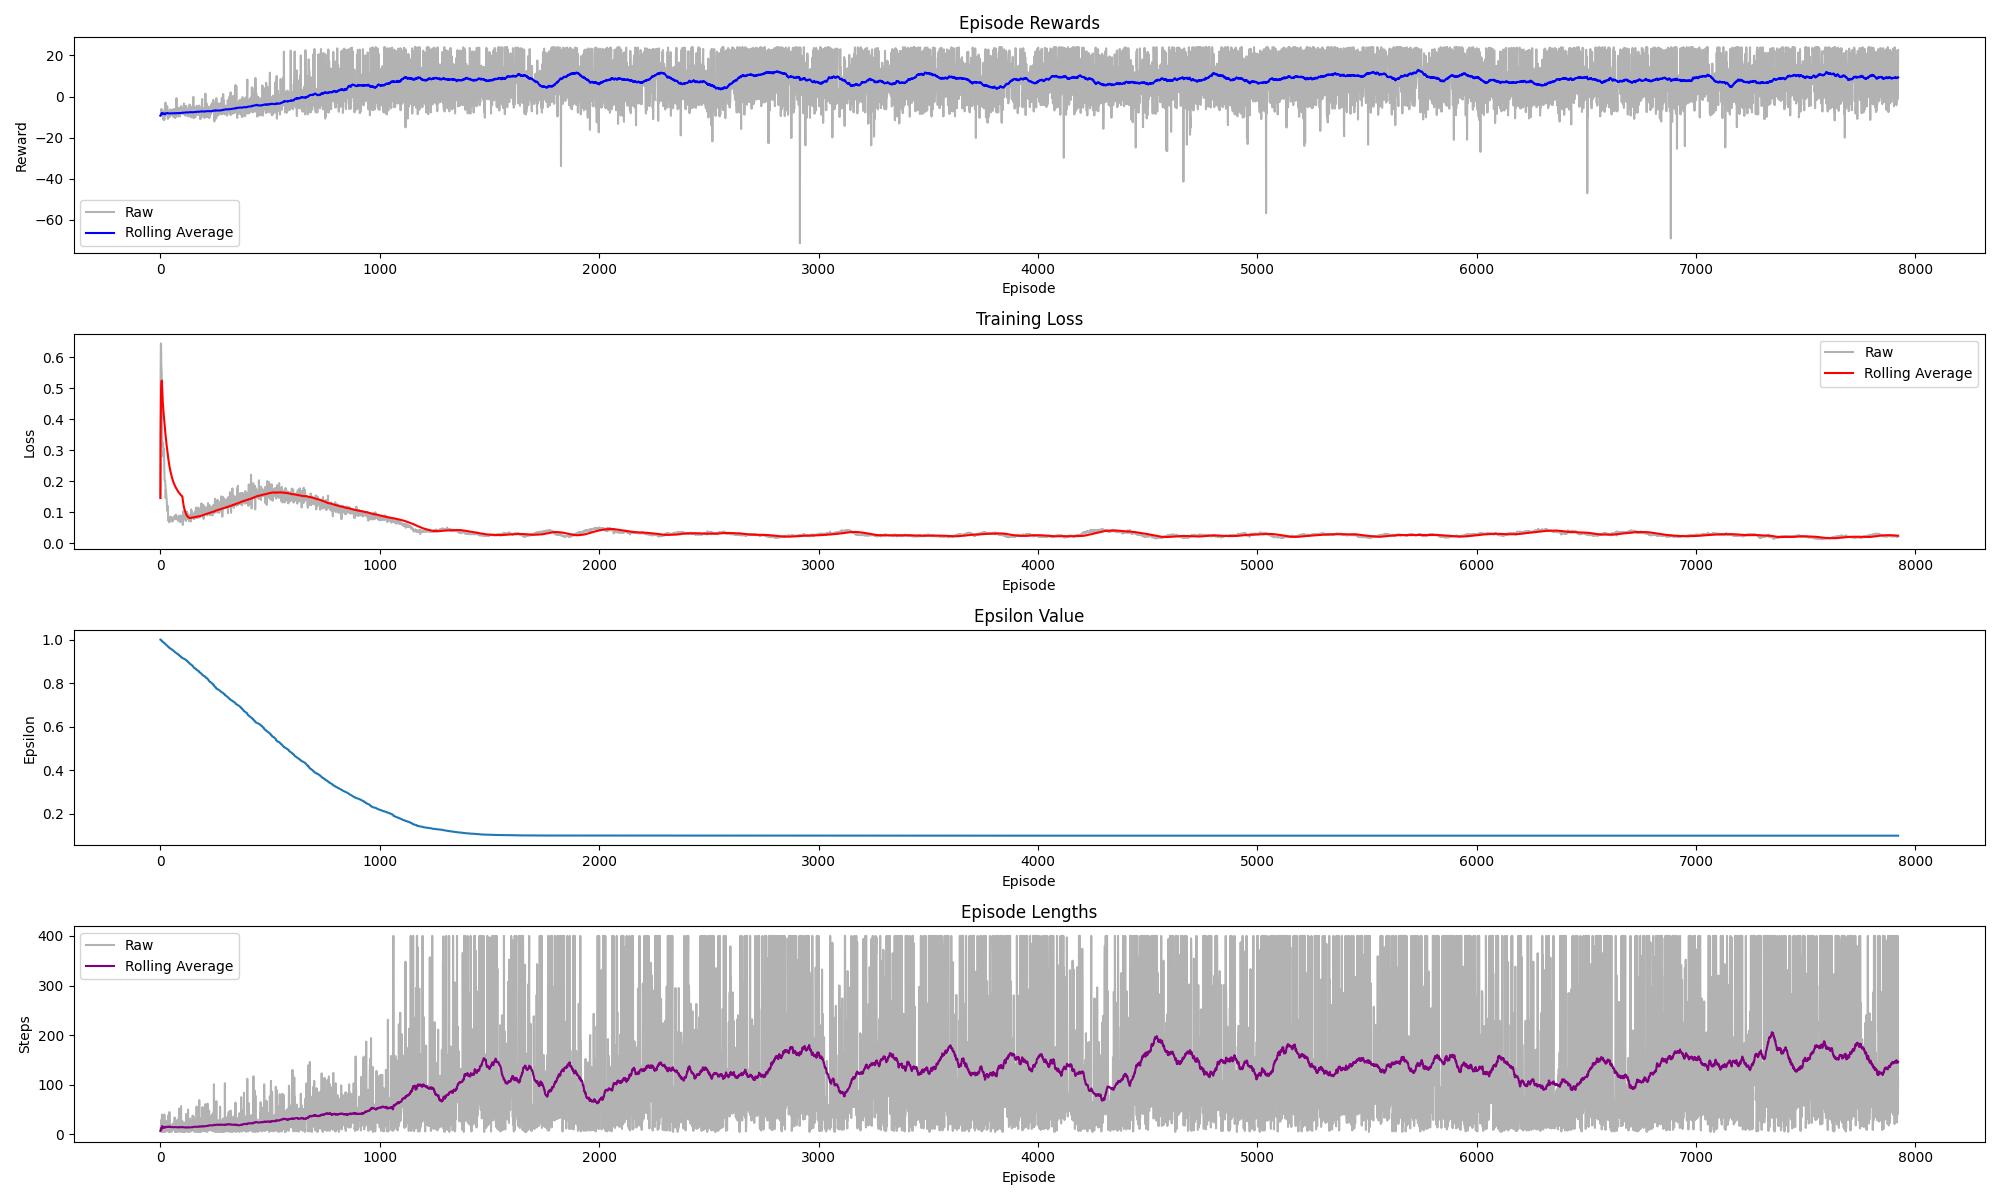 Episode Rewards
20
0
−20
−40
−60
Reward
Raw
Rolling Average
0 1000 2000 3000 4000 5000 6000 7000 8000
Episode
Training Loss
0.6
0.5
0.4
0.3
0.2
0.1
0.0
Loss
Raw
Rolling Average
0 1000 2000 3000 4000 5000 6000 7000 8000
Episode
Epsilon Value
1.0
0.8
0.6
0.4
0.2
Epsilon
0 1000 2000 3000 4000 5000 6000 7000 8000
Episode
Episode Lengths
400
300
200
100
0
Steps
Raw
Rolling Average
0 1000 2000 3000 4000 5000 6000 7000 8000
Episode